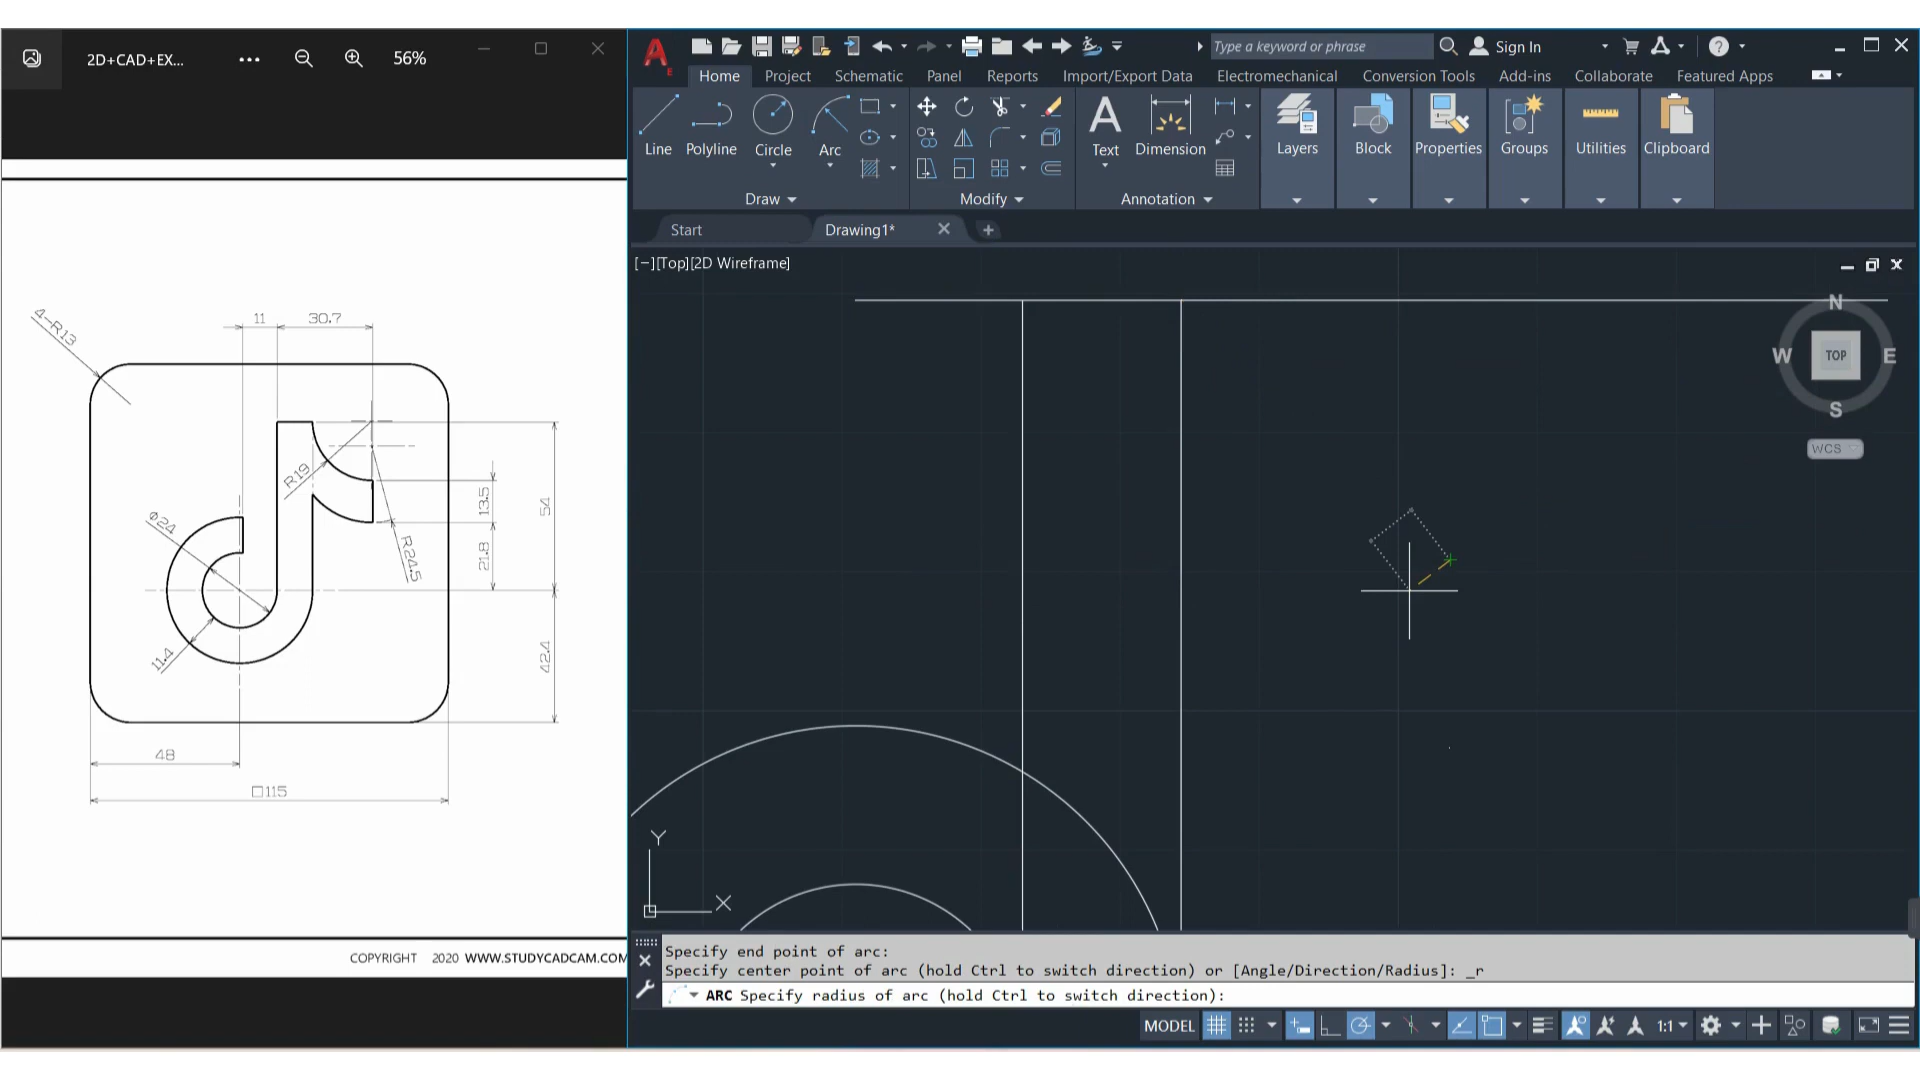 2D+CAD+EX...
56%
4-R13
11
30.7
R19
Φ24
13.5
54
R24.5
21.8
11.4
42.4
48
□115
COPYRIGHT 2020 WWW.STUDYCADCAM.COM
Type a keyword or phrase
Sign In
Home
Project
Schematic
Panel
Reports
Import/Export Data
Electromechanical
Conversion Tools
Add-ins
Collaborate
Featured Apps
Line
Polyline
Circle
Arc
Text
Dimension
Layers
Block
Properties
Groups
Utilities
Clipboard
Draw
Modify
Annotation
Start
Drawing1*
[−][Top][2D Wireframe]
N
W
TOP
E
S
WCS
Y
X
Specify end point of arc:
Specify center point of arc (hold Ctrl to switch direction) or [Angle/Direction/Radius]: _r
ARC Specify radius of arc (hold Ctrl to switch direction):
MODEL
1:1